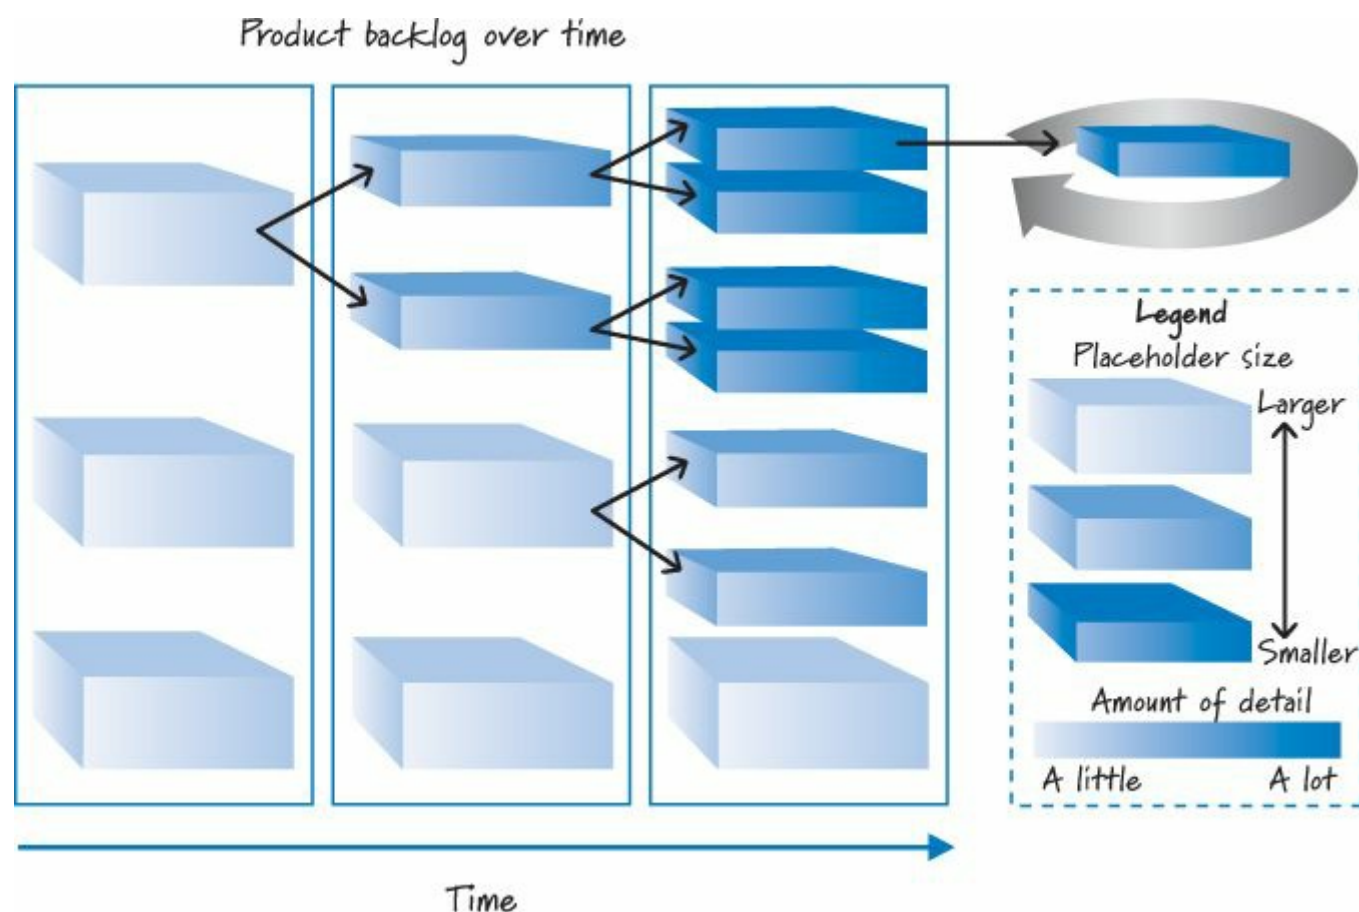 Product backlog over time
Legend
Placeholder size
Larger
Smaller
Amount of detail
A little
A lot
Time